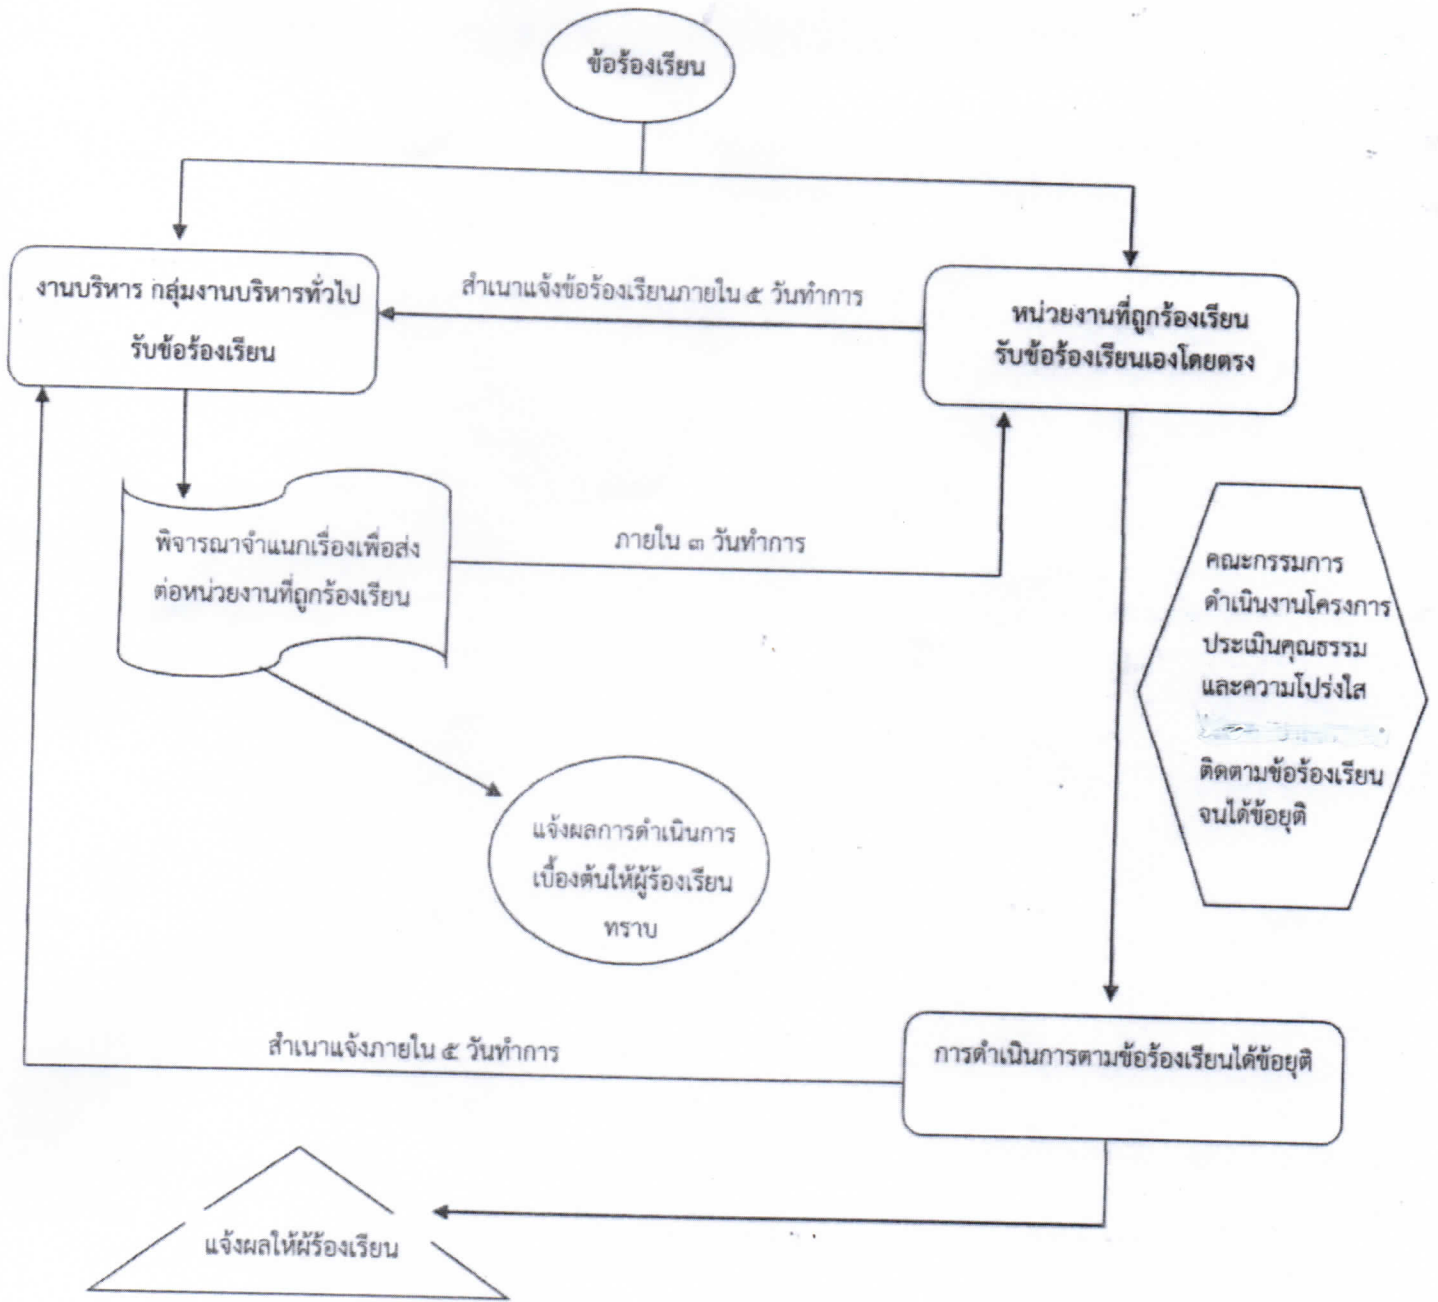 ข้อร้องเรียน
งานบริหาร กลุ่มงานบริหารทั่วไป
รับข้อร้องเรียน
สำเนาแจ้งข้อร้องเรียนภายใน ๕ วันทำการ
หน่วยงานที่ถูกร้องเรียน
รับข้อร้องเรียนเองโดยตรง
พิจารณาจำแนกเรื่องเพื่อส่ง
ต่อหน่วยงานที่ถูกร้องเรียน
ภายใน ๓ วันทำการ
คณะกรรมการ
ดำเนินงานโครงการ
ประเมินคุณธรรม
และความโปร่งใส
ติดตามข้อร้องเรียน
จนได้ข้อยุติ
แจ้งผลการดำเนินการ
เบื้องต้นให้ผู้ร้องเรียน
ทราบ
สำเนาแจ้งภายใน ๕ วันทำการ
การดำเนินการตามข้อร้องเรียนได้ข้อยุติ
แจ้งผลให้ผู้ร้องเรียน